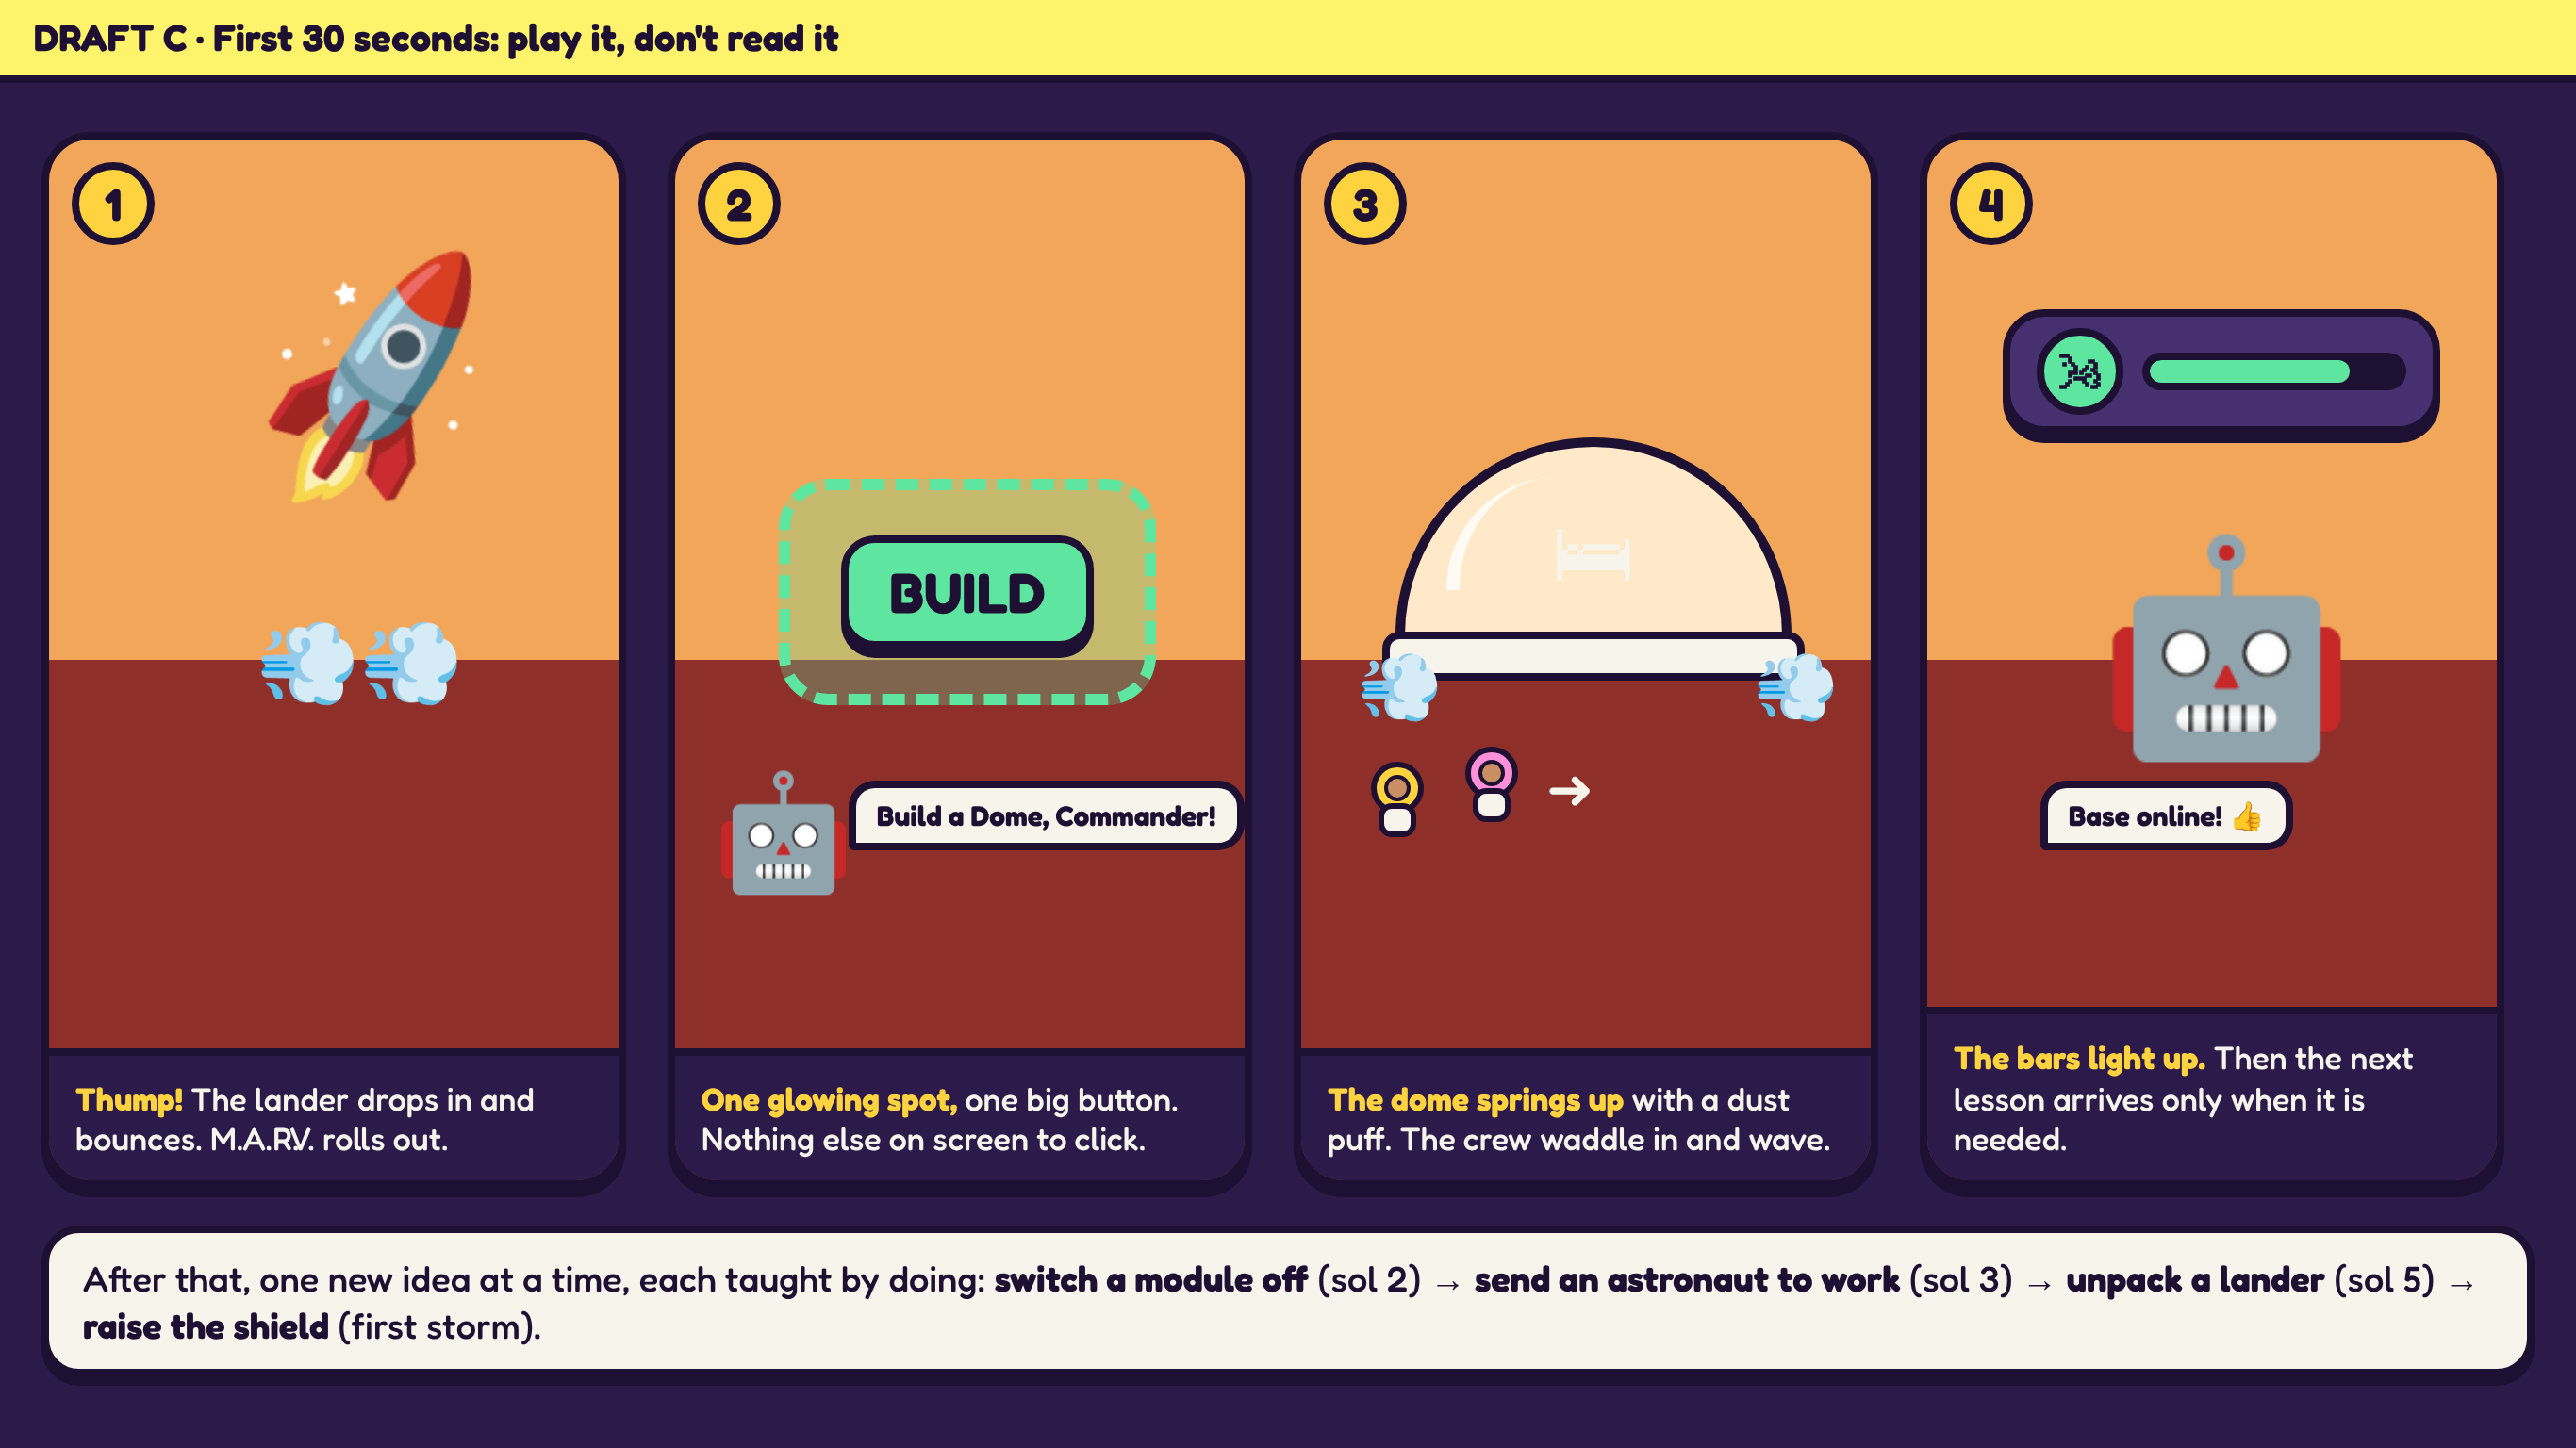 DRAFT C · First 30 seconds: play it, don't read it
1
2
BUILD
Build a Dome, Commander!
3
4
Base online! 👍
Thump! The lander drops in and
bounces. M.A.R.V. rolls out.
One glowing spot, one big button.
Nothing else on screen to click.
The dome springs up with a dust
puff. The crew waddle in and wave.
The bars light up. Then the next
lesson arrives only when it is
needed.
After that, one new idea at a time, each taught by doing: switch a module off (sol 2) → send an astronaut to work (sol 3) → unpack a lander (sol 5) →
raise the shield (first storm).